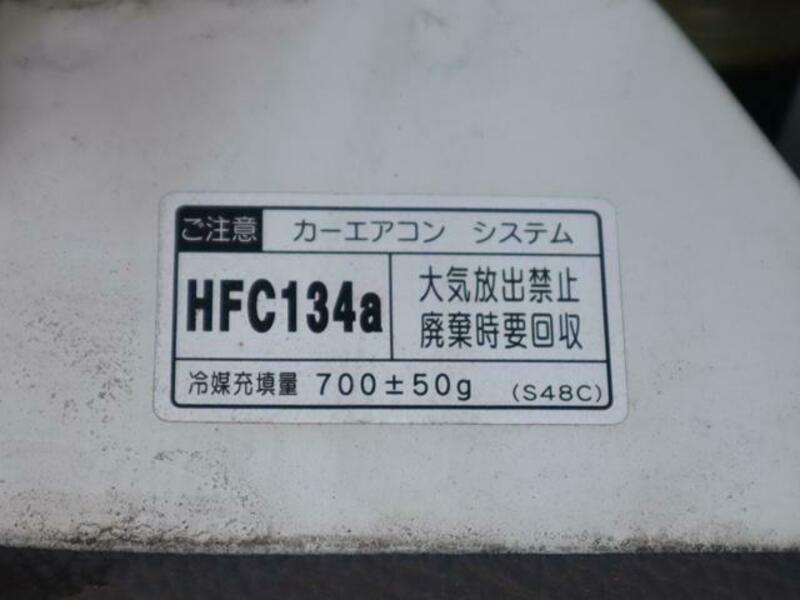 ご注意 カーエアコン システム
HFC134a
大気放出禁止
廃棄時要回収
冷媒充填量 700±50g (S48C)